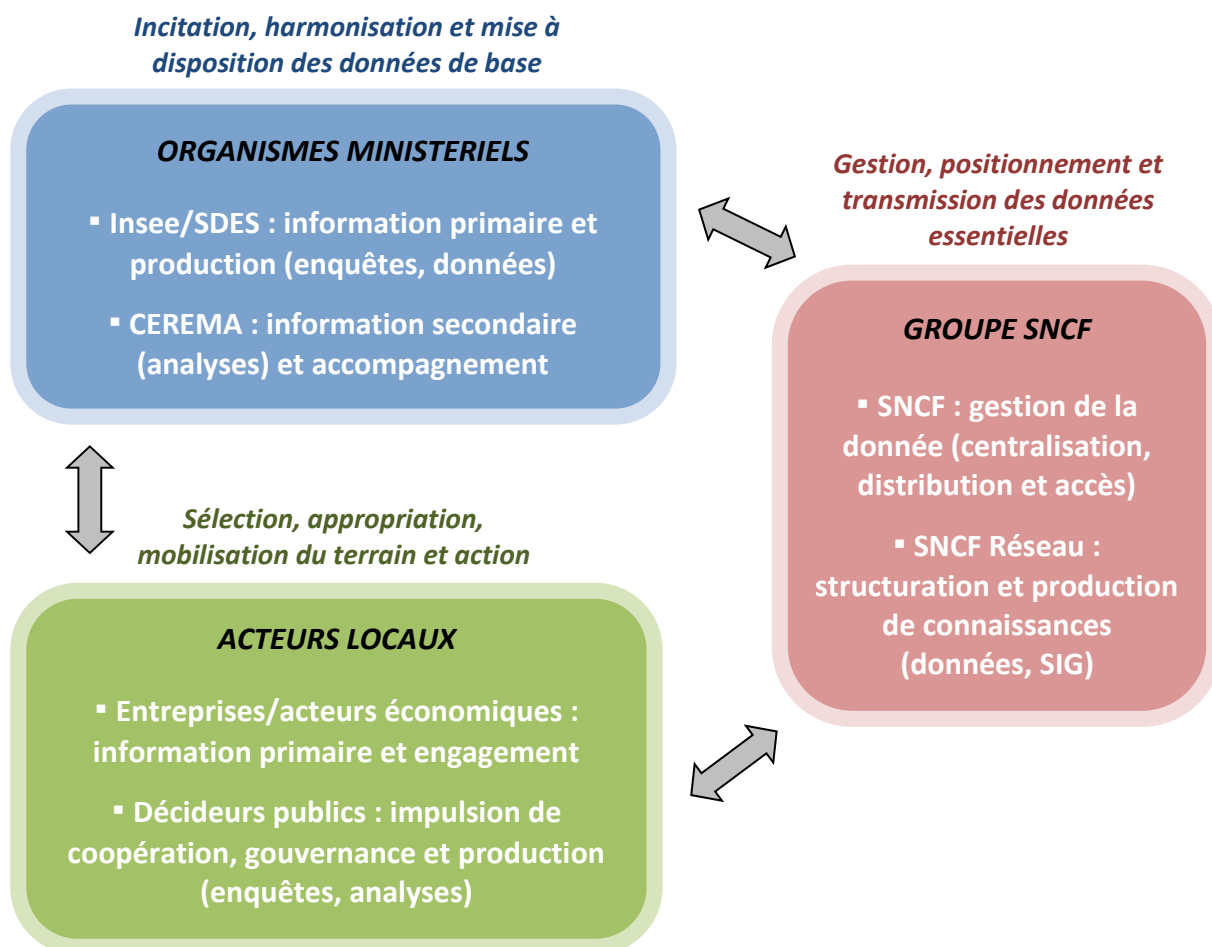 Incitation, harmonisation et mise à
disposition des données de base
ORGANISMES MINISTERIELS
▪ Insee/SDES : information primaire et
production (enquêtes, données)
▪ CEREMA : information secondaire
(analyses) et accompagnement
Gestion, positionnement et
transmission des données
essentielles
GROUPE SNCF
▪ SNCF : gestion de la
donnée (centralisation,
distribution et accès)
▪ SNCF Réseau :
structuration et production
de connaissances
(données, SIG)
Sélection, appropriation,
mobilisation du terrain et action
ACTEURS LOCAUX
▪ Entreprises/acteurs économiques :
information primaire et engagement
▪ Décideurs publics : impulsion de
coopération, gouvernance et production
(enquêtes, analyses)